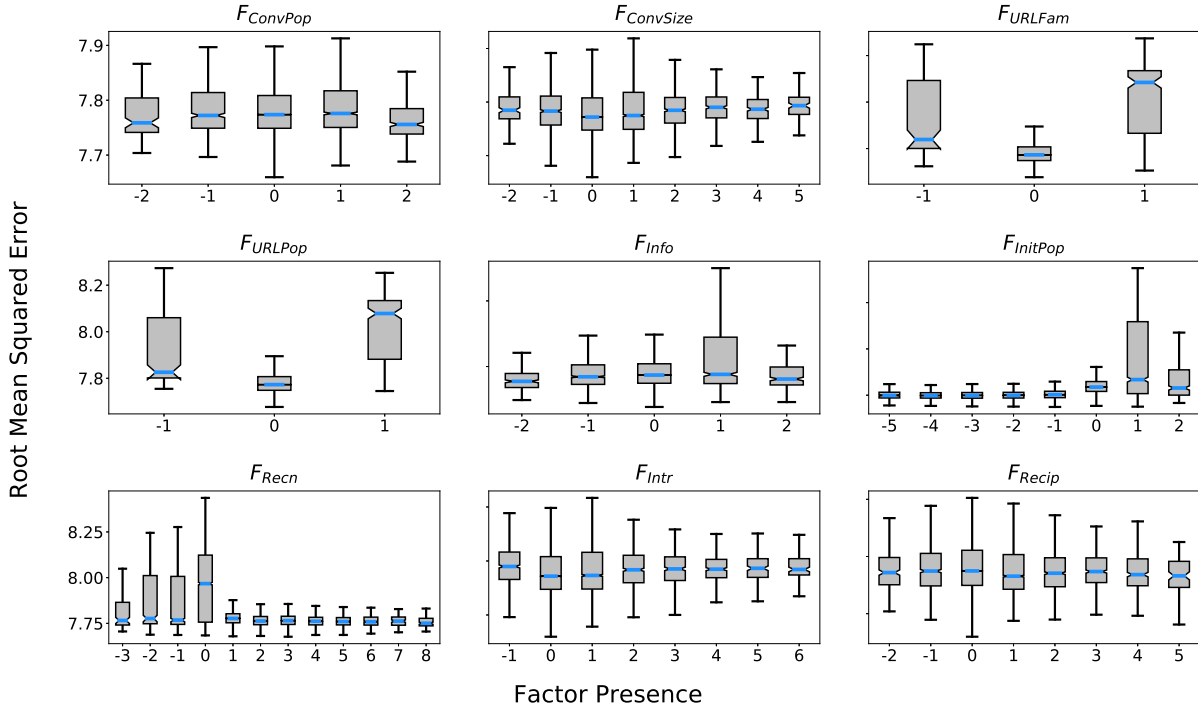 F_ConvPop
7.9
7.8
7.7
-2 -1 0 1 2
F_ConvSize
-2 -1 0 1 2 3 4 5
F_URLFam
-1 0 1
F_URLPop
8.2
8.0
7.8
-1 0 1
F_Info
-2 -1 0 1 2
F_InitPop
-5 -4 -3 -2 -1 0 1 2
F_Recn
8.25
8.00
7.75
-3 -2 -1 0 1 2 3 4 5 6 7 8
F_Intr
-1 0 1 2 3 4 5 6
F_Recip
-2 -1 0 1 2 3 4 5
Root Mean Squared Error
Factor Presence